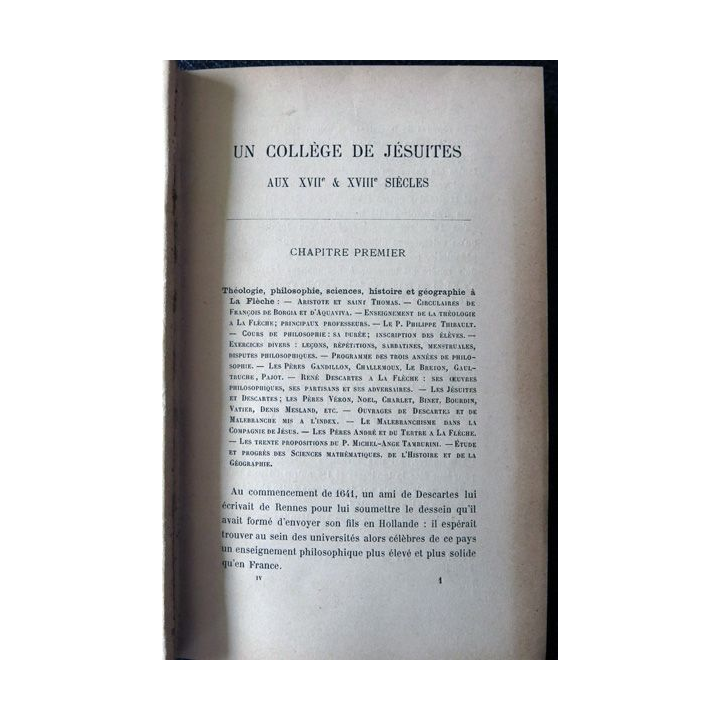 UN COLLÈGE DE JÉSUITES
AUX XVIIe & XVIIIe SIÈCLES
CHAPITRE PREMIER
Théologie, philosophie, sciences, histoire et géographie à
La Flèche : — Aristote et saint Thomas. — Circulaires de
François de Borgia et d'Aquaviva. — Enseignement de la théologie
a La Flèche ; principaux professeurs. — Le P. Philippe Thibault.
— Cours de philosophie : sa durée ; inscription des élèves. —
Exercices divers : leçons, répétitions, sabbatines, menstruales,
disputes philosophiques. — Programme des trois années de philo-
sophie. — Les Pères Gandillon, Challemoux, Le Breton, Gaul-
truche, Pajot. — René Descartes a La Flèche : ses œuvres
philosophiques, ses partisans et ses adversaires. — Les Jésuites
et Descartes ; les Pères Véron, Noel, Charlet, Binet, Bourdin,
Vatier, Denis Mesland, etc. — Ouvrages de Descartes et de
Malebranche mis a l'index. — Le Malebranchisme dans la
Compagnie de Jésus. — Les Pères André et du Tertre a La Flèche.
— Les trente propositions du P. Michel-Ange Tamburini. — Étude
et progrès des Sciences mathématiques, de l'Histoire et de la
Géographie.
Au commencement de 1641, un ami de Descartes lui
écrivait de Rennes pour lui soumettre le dessein qu'il
avait formé d'envoyer son fils en Hollande : il espérait
trouver au sein des universités alors célèbres de ce pays
un enseignement philosophique plus élevé et plus solide
qu'en France.
IV 1